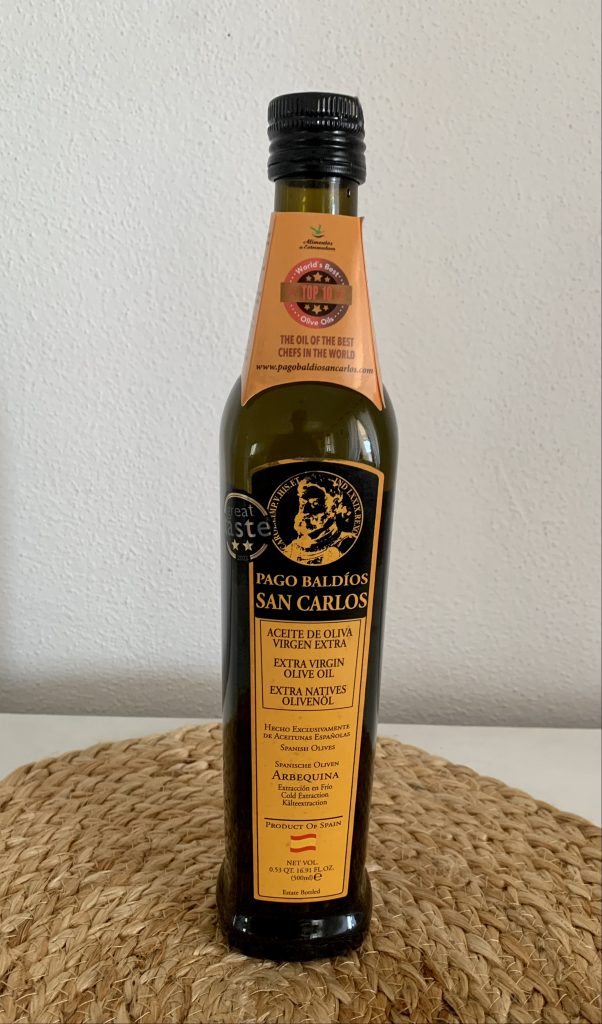 Alimentos
de Extremadura
World's Best
TOP 10
Olive Oils
THE OIL OF THE BEST
CHEFS IN THE WORLD
www.pagobaldiosancarlos.com
great
taste
PAGO BALDÍOS
SAN CARLOS
ACEITE DE OLIVA
VIRGEN EXTRA
EXTRA VIRGIN
OLIVE OIL
EXTRA NATIVES
OLIVENÖL
HECHO EXCLUSIVAMENTE
DE ACEITUNAS ESPAÑOLAS
SPANISH OLIVES
SPANISCHE OLIVEN
ARBEQUINA
Extracción en Frío
Cold Extraction
Kälteextraction
PRODUCT OF SPAIN
NET VOL.
0.53 QT. 16.91 FL.OZ.
(500ml) e
Estate Bottled